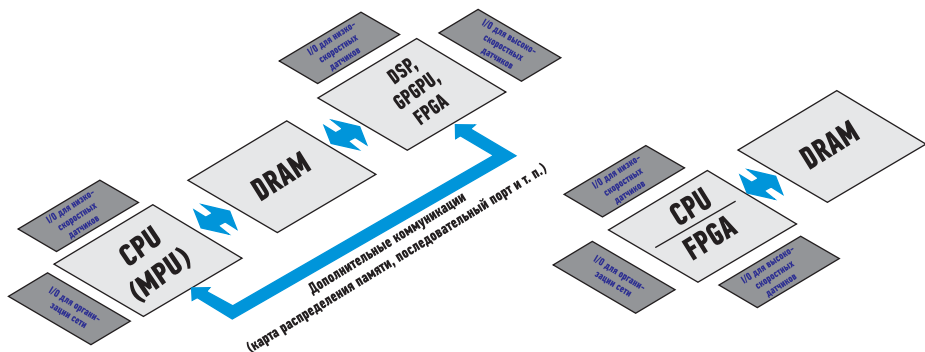 I/O для низко-
скоростных
датчиков
I/O для высоко-
скоростных
датчиков
DSP,
GPGPU,
FPGA
DRAM
I/O для низко-
скоростных
датчиков
CPU
(MPU)
I/O для органи-
зации сети
Дополнительные коммуникации
(карта распределения памяти, последовательный порт и т. п.)
DRAM
I/O для низко-
скоростных
датчиков
CPU
FPGA
I/O для органи-
зации сети
I/O для высоко-
скоростных
датчиков